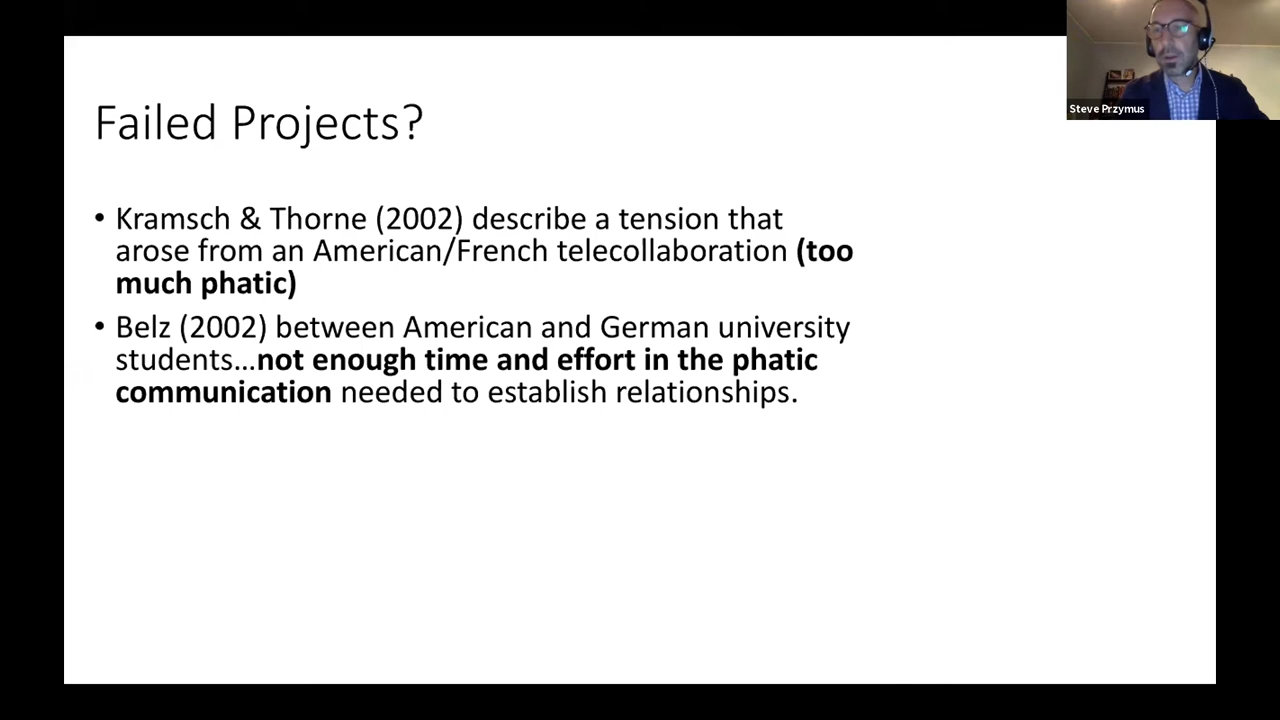 Steve Przymus
Failed Projects?
• Kramsch & Thorne (2002) describe a tension that
arose from an American/French telecollaboration (too
much phatic)
• Belz (2002) between American and German university
students…not enough time and effort in the phatic
communication needed to establish relationships.